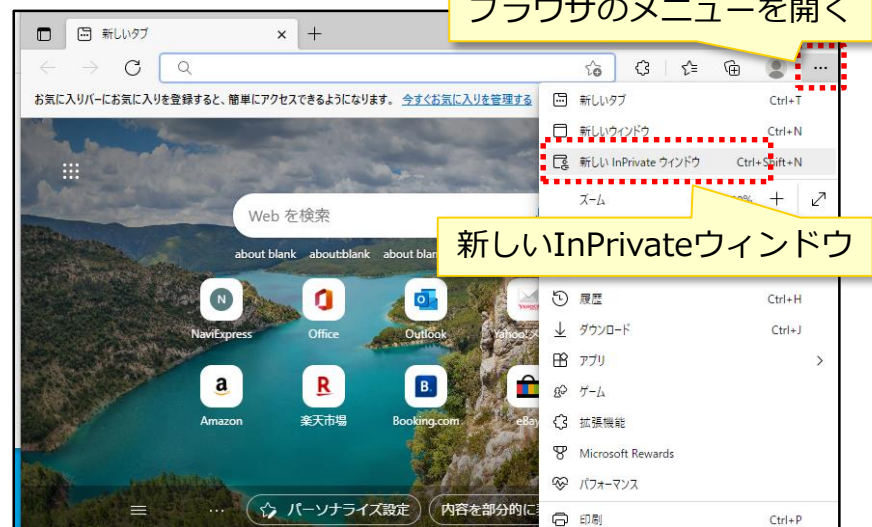 ブラウザのメニューを開く
新しいタブ
お気に入りバーにお気に入りを登録すると、簡単にアクセスできるようになります。 今すぐお気に入りを管理する
新しいタブ Ctrl+T
新しいウィンドウ Ctrl+N
新しい InPrivate ウィンドウ Ctrl+Shift+N
ズーム
新しいInPrivateウィンドウ
Web を検索
about blank about:blank about blan
N
NaviExpress
Office
Outlook
Yahoo!
a
Amazon
R
楽天市場
B.
Booking.com
eBay
履歴 Ctrl+H
ダウンロード Ctrl+J
アプリ
ゲーム
拡張機能
Microsoft Rewards
パフォーマンス
印刷 Ctrl+P
パーソナライズ設定
内容を部分的に